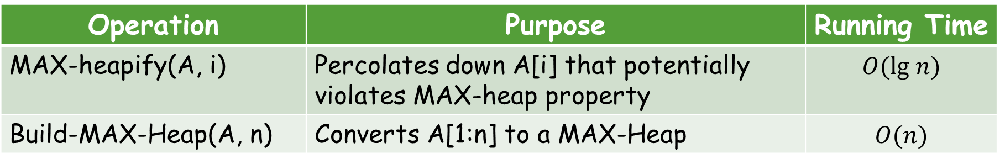 Operation Purpose Running Time
MAX-heapify(A, i) Percolates down A[i] that potentially O(lg n)
violates MAX-heap property
Build-MAX-Heap(A, n) Converts A[1:n] to a MAX-Heap O(n)